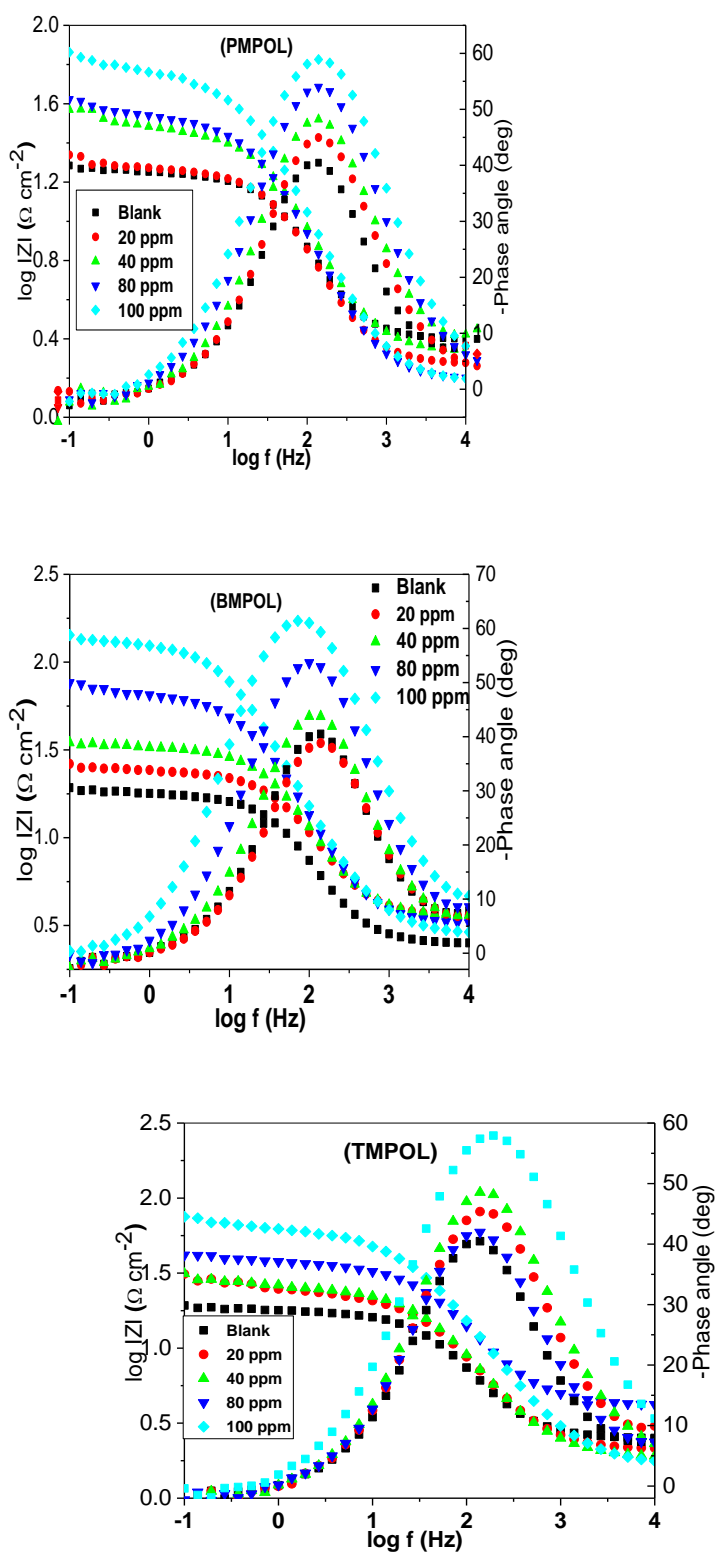 (PMPOL)
2.0
1.6
1.2
0.8
0.4
0.0
log |Z| (Ω cm⁻²)
60
50
40
30
20
10
0
-Phase angle (deg)
Blank
20 ppm
40 ppm
80 ppm
100 ppm
-1 0 1 2 3 4
log f (Hz)
(BMPOL)
2.5
2.0
1.5
1.0
0.5
log |Z| (Ω cm⁻²)
70
60
50
40
30
20
10
0
-Phase angle (deg)
Blank
20 ppm
40 ppm
80 ppm
100 ppm
-1 0 1 2 3 4
log f (Hz)
(TMPOL)
2.5
2.0
1.5
1.0
0.5
0.0
log |Z| (Ω cm⁻²)
60
50
40
30
20
10
0
-Phase angle (deg)
Blank
20 ppm
40 ppm
80 ppm
100 ppm
-1 0 1 2 3 4
log f (Hz)